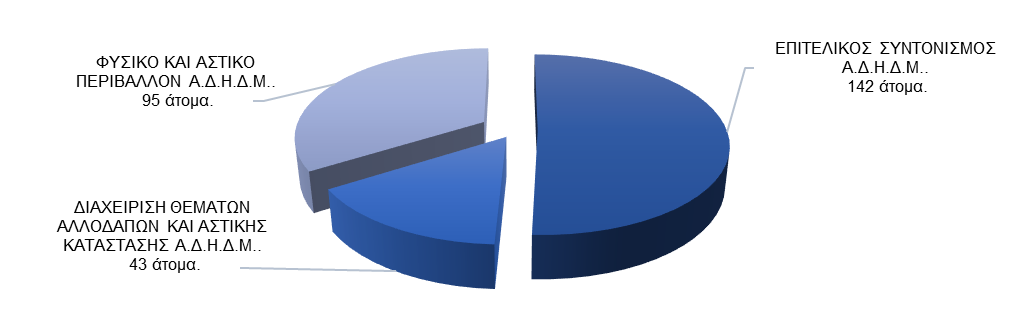 ΦΥΣΙΚΟ ΚΑΙ ΑΣΤΙΚΟ
ΠΕΡΙΒΑΛΛΟΝ Α.Δ.Η.Δ.Μ..
95 άτομα.
ΕΠΙΤΕΛΙΚΟΣ ΣΥΝΤΟΝΙΣΜΟΣ
Α.Δ.Η.Δ.Μ..
142 άτομα.
ΔΙΑΧΕΙΡΙΣΗ ΘΕΜΑΤΩΝ
ΑΛΛΟΔΑΠΩΝ ΚΑΙ ΑΣΤΙΚΗΣ
ΚΑΤΑΣΤΑΣΗΣ Α.Δ.Η.Δ.Μ..
43 άτομα.